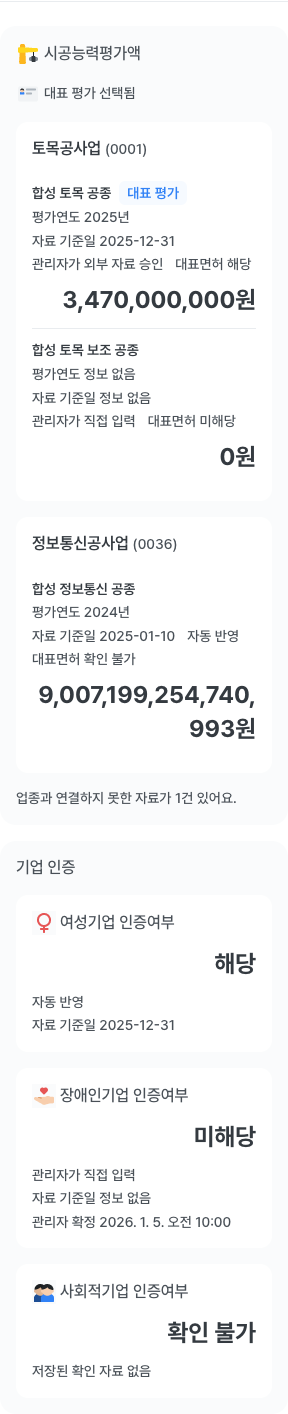 시공능력평가액
대표 평가 선택됨
토목공사업 (0001)
합성 토목 공종 대표 평가
평가연도 2025년
자료 기준일 2025-12-31
관리자가 외부 자료 승인 대표면허 해당
3,470,000,000원
합성 토목 보조 공종
평가연도 정보 없음
자료 기준일 정보 없음
관리자가 직접 입력 대표면허 미해당
0원
정보통신공사업 (0036)
합성 정보통신 공종
평가연도 2024년
자료 기준일 2025-01-10 자동 반영
대표면허 확인 불가
9,007,199,254,740,
993원
업종과 연결하지 못한 자료가 1건 있어요.
기업 인증
여성기업 인증여부
해당
자동 반영
자료 기준일 2025-12-31
장애인기업 인증여부
미해당
관리자가 직접 입력
자료 기준일 정보 없음
관리자 확정 2026. 1. 5. 오전 10:00
사회적기업 인증여부
확인 불가
저장된 확인 자료 없음